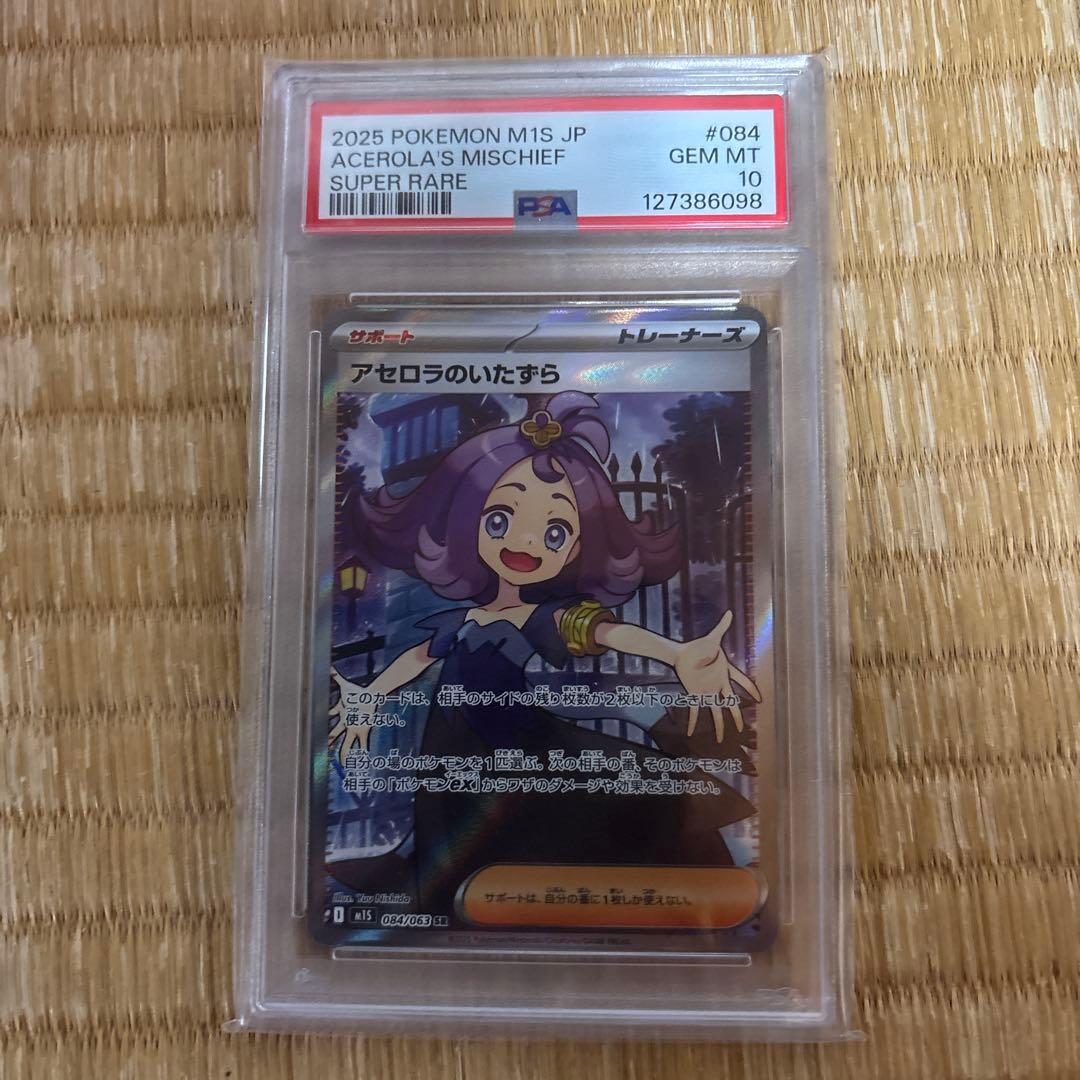 2025 POKEMON M1S JP #084
ACEROLA'S MISCHIEF GEM MT
SUPER RARE 10
PSA 127386098
サポート トレーナーズ
アセロラのいたずら
このカードは、相手のサイドの残り枚数が2枚以下のときにしか
使えない。
自分の場のポケモンを1匹選ぶ。次の相手の番、そのポケモンは
相手の「ポケモンex」からワザのダメージや効果を受けない。
サポートは、自分の番に1枚しか使えない。
Illus. Yuu Nishida
I M1S 084/063 SR